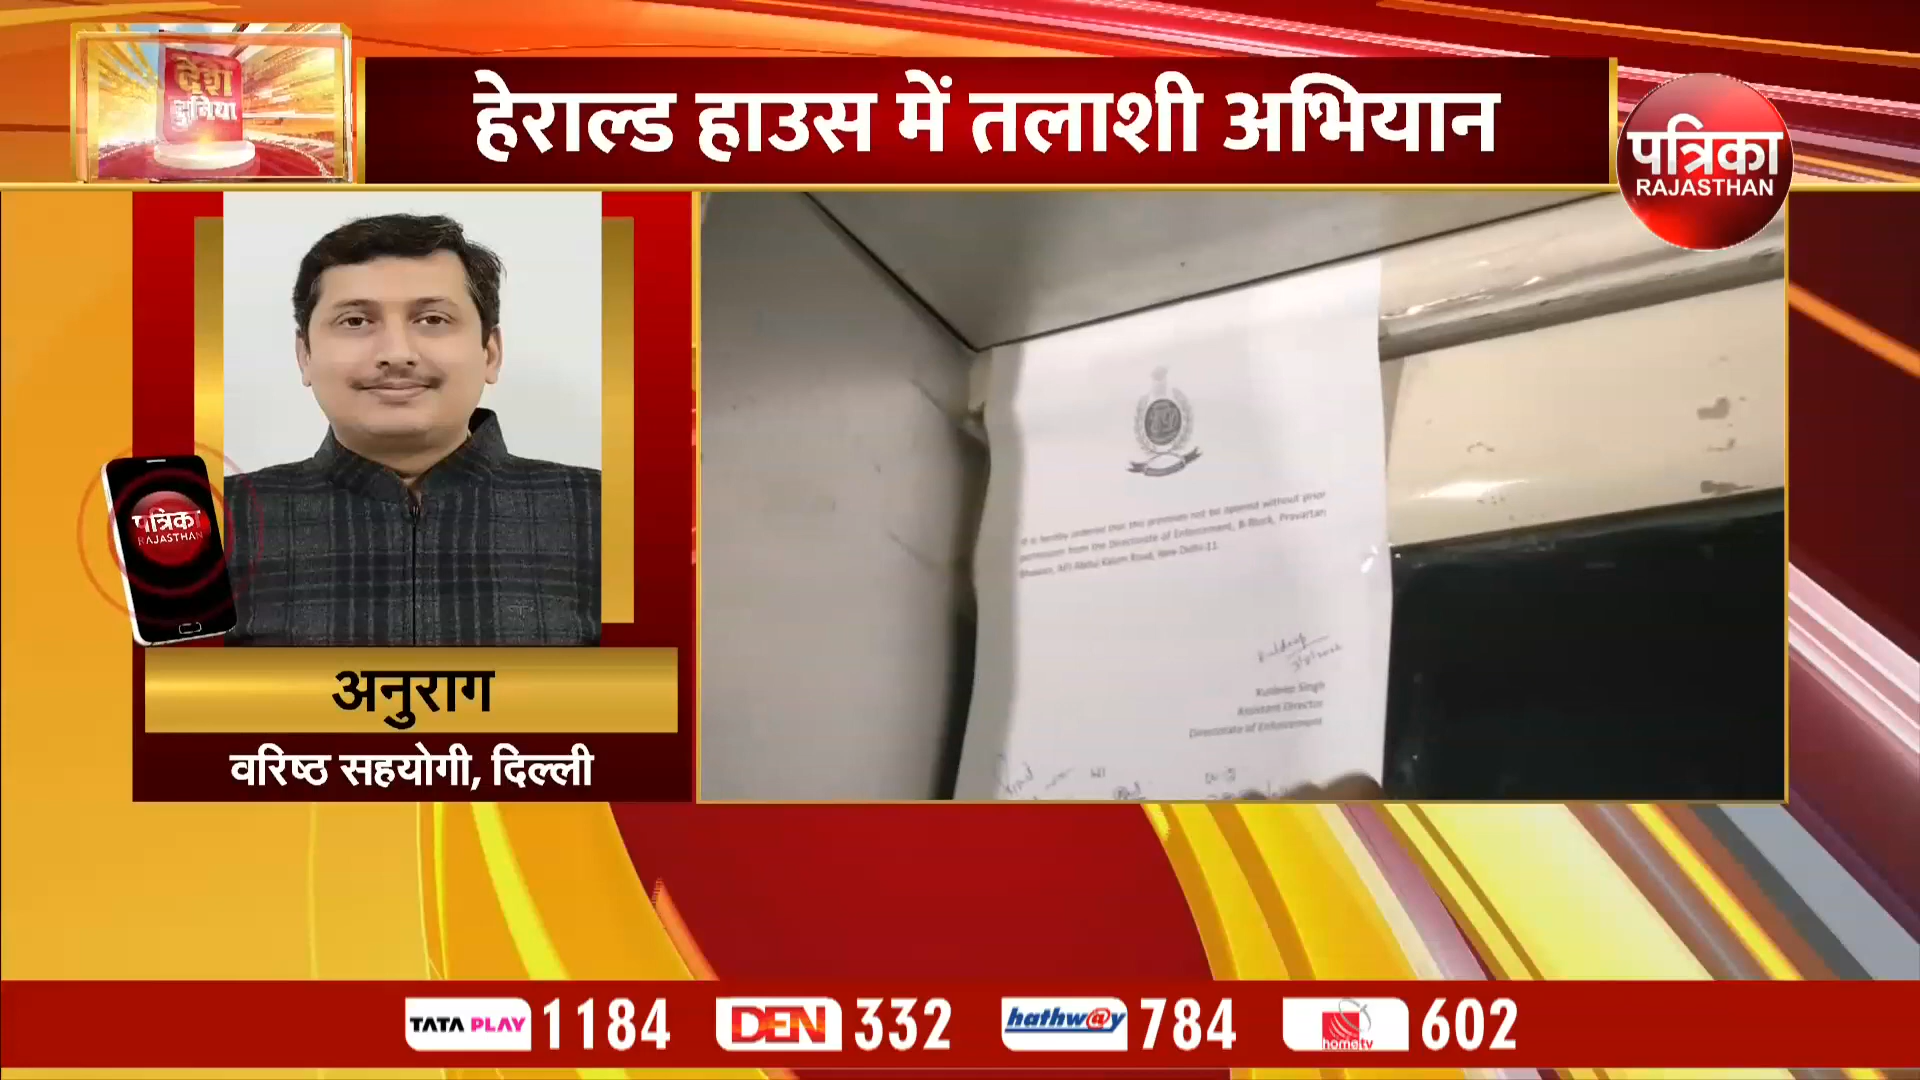 देश
दुनिया
हेराल्ड हाउस में तलाशी अभियान
पत्रिका
RAJASTHAN
पत्रिका
RAJASTHAN
अनुराग
वरिष्ठ सहयोगी, दिल्ली
It is hereby ordered that this premises not be opened without prior
permission from the Directorate of Enforcement, B-Block, Pravartan
Bhawan, APJ Abdul Kalam Road, New Delhi-11.
Kuldeep Singh
Assistant Director
Directorate of Enforcement
TATA PLAY 1184 DEN 332 hathw@y 784 hometv 602